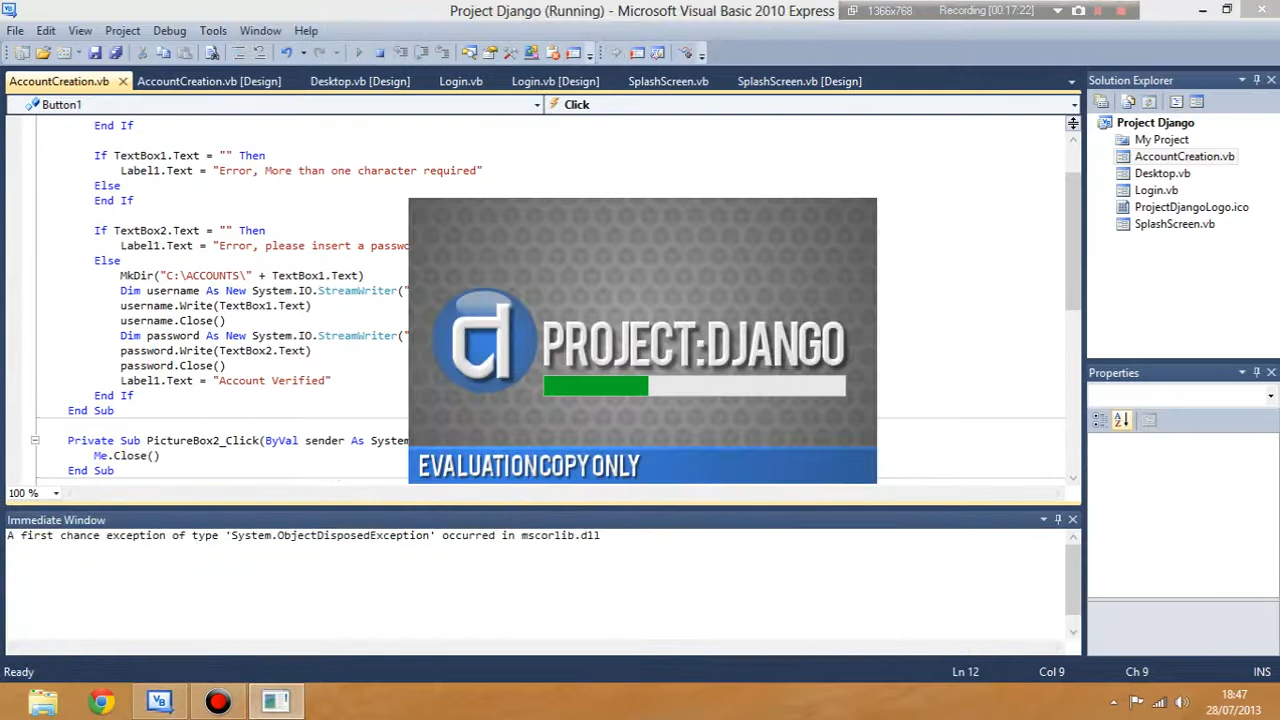 Project Django (Running) - Microsoft Visual Basic 2010 Express
1366x768
Recording [00:17:22]
File Edit View Project Debug Tools Window Help
AccountCreation.vb
AccountCreation.vb [Design]
Desktop.vb [Design]
Login.vb
Login.vb [Design]
SplashScreen.vb
SplashScreen.vb [Design]
Solution Explorer
Button1
Click
End If
If TextBox1.Text = "" Then
Label1.Text = "Error, More than one character required"
Else
End If
If TextBox2.Text = "" Then
Label1.Text = "Error, please insert a passwo
Else
MkDir("C:\ACCOUNTS\" + TextBox1.Text)
Dim username As New System.IO.StreamWriter("
username.Write(TextBox1.Text)
username.Close()
Dim password As New System.IO.StreamWriter("
password.Write(TextBox2.Text)
password.Close()
Label1.Text = "Account Verified"
End If
End Sub
Private Sub PictureBox2_Click(ByVal sender As System
Me.Close()
End Sub
100 %
d PROJECT:DJANGO
EVALUATION COPY ONLY
Project Django
My Project
AccountCreation.vb
Desktop.vb
Login.vb
ProjectDjangoLogo.ico
SplashScreen.vb
Properties
Immediate Window
A first chance exception of type 'System.ObjectDisposedException' occurred in mscorlib.dll
Ready
Ln 12
Col 9
Ch 9
INS
18:47
28/07/2013